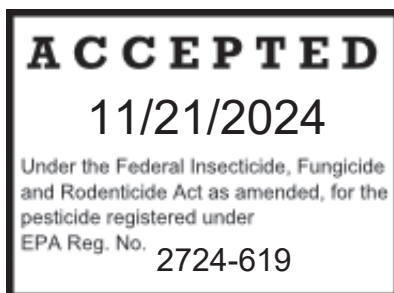 ACCEPTED
11/21/2024
Under the Federal Insecticide, Fungicide
and Rodenticide Act as amended, for the
pesticide registered under
EPA Reg. No. 2724-619